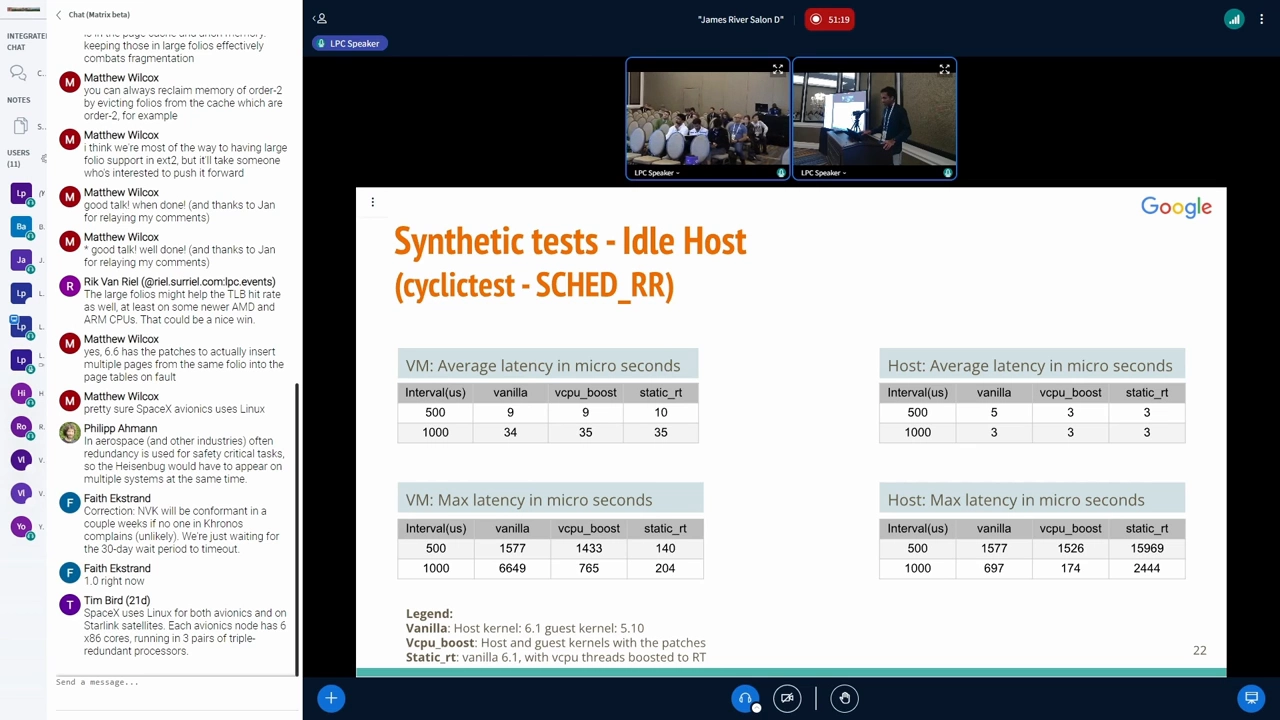 INTEGRATE
CHAT
C...
NOTES
S...
USERS
(11)
Lp
Ba
B.
Ja
J.
Lp
L.
Lp
L.
Lp
L.
Hi
H
Ro
R.
Vl
V.
Vl
V.
Yo
Y.
Chat (Matrix beta)
keeping those in large folios effectively
combats fragmentation
M
Matthew Wilcox
you can always reclaim memory of order-2
by evicting folios from the cache which are
order-2, for example
M
Matthew Wilcox
i think we're most of the way to having large
folio support in ext2, but it'll take someone
who's interested to push it forward
M
Matthew Wilcox
good talk! when done! (and thanks to Jan
for relaying my comments)
M
Matthew Wilcox
* good talk! well done! (and thanks to Jan
for relaying my comments)
R
Rik Van Riel (@riel.surriel.com:lpc.events)
The large folios might help the TLB hit rate
as well, at least on some newer AMD and
ARM CPUs. That could be a nice win.
M
Matthew Wilcox
yes, 6.6 has the patches to actually insert
multiple pages from the same folio into the
page tables on fault
M
Matthew Wilcox
pretty sure SpaceX avionics uses Linux
Philipp Ahmann
In aerospace (and other industries) often
redundancy is used for safety critical tasks,
so the Heisenbug would have to appear on
multiple systems at the same time.
F
Faith Ekstrand
Correction: NVK will be conformant in a
couple weeks if no one in Khronos
complains (unlikely). We're just waiting for
the 30-day wait period to timeout.
F
Faith Ekstrand
1.0 right now
T
Tim Bird (21d)
SpaceX uses Linux for both avionics and on
Starlink satellites. Each avionics node has 6
x86 cores, running in 3 pairs of triple-
redundant processors.
Send a message...
"James River Salon D"
51:19
LPC Speaker
LPC Speaker
LPC Speaker
Google
Synthetic tests - Idle Host
(cyclictest - SCHED_RR)
VM: Average latency in micro seconds
Interval(us) vanilla vcpu_boost static_rt
500 9 9 10
1000 34 35 35
Host: Average latency in micro seconds
Interval(us) vanilla vcpu_boost static_rt
500 5 3 3
1000 3 3 3
VM: Max latency in micro seconds
Interval(us) vanilla vcpu_boost static_rt
500 1577 1433 140
1000 6649 765 204
Host: Max latency in micro seconds
Interval(us) vanilla vcpu_boost static_rt
500 1577 1526 15969
1000 697 174 2444
Legend:
Vanilla: Host kernel: 6.1 guest kernel: 5.10
Vcpu_boost: Host and guest kernels with the patches
Static_rt: vanilla 6.1, with vcpu threads boosted to RT
22